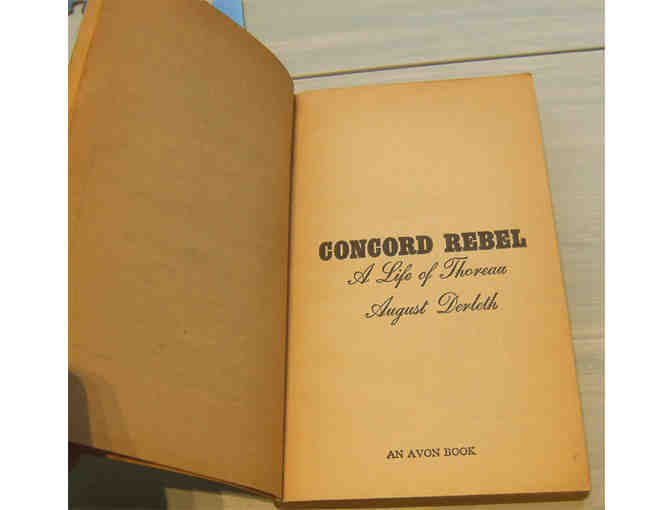 CONCORD REBEL
A Life of Thoreau
August Derleth
AN AVON BOOK